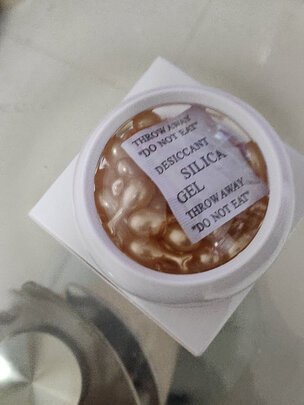 THROW AWAY
"DO NOT EAT"
DESICCANT
SILICA
GEL
THROW AWAY
"DO NOT EAT"